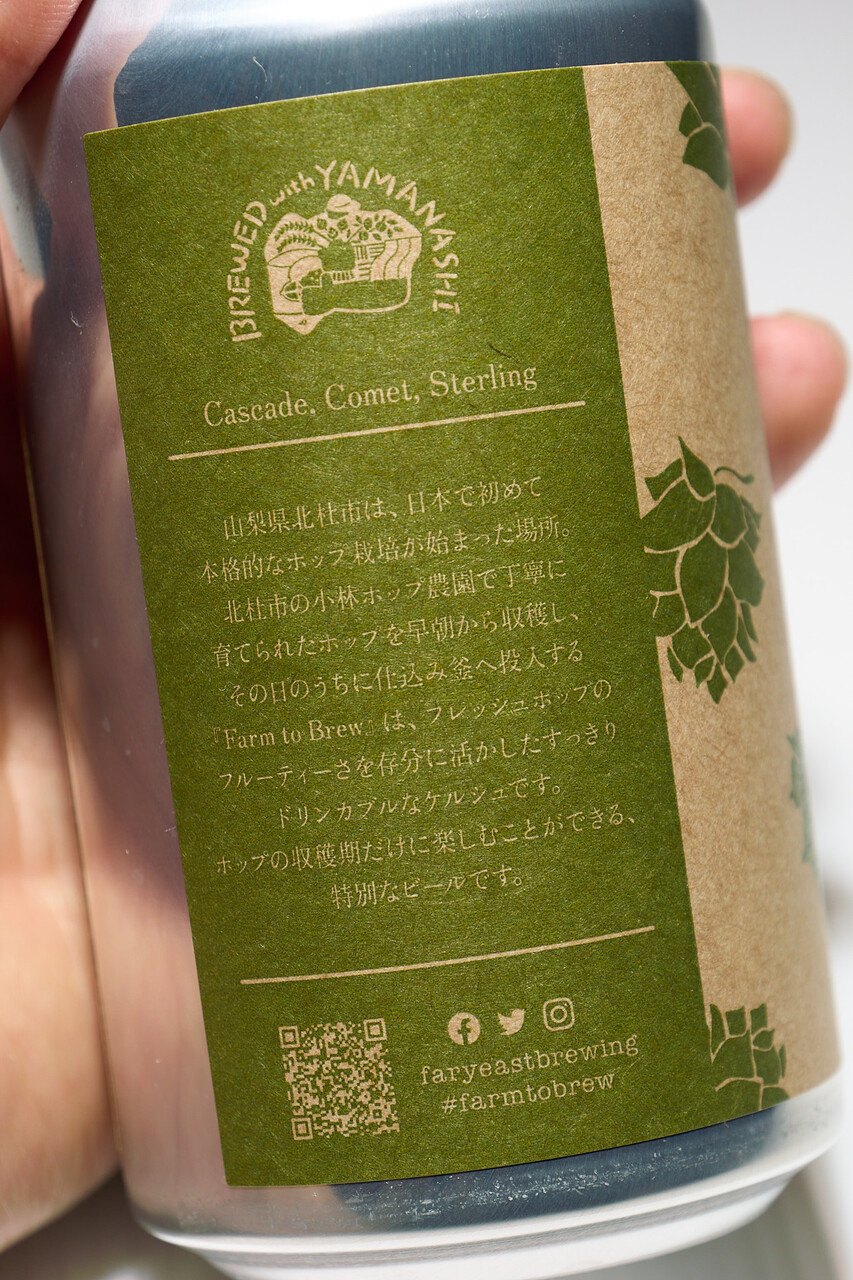 BREWED with YAMANASHI
Cascade, Comet, Sterling
山梨県北杜市は、日本で初めて
本格的なホップ栽培が始まった場所。
北杜市の小林ホップ農園で丁寧に
育てられたホップを早朝から収穫し、
その日のうちに仕込み釜へ投入する
『Farm to Brew』は、フレッシュホップの
フルーティーさを存分に活かしたすっきり
ドリンカブルなケルシュです。
ホップの収穫期だけに楽しむことができる、
特別なビールです。
faryeastbrewing
#farmtobrew